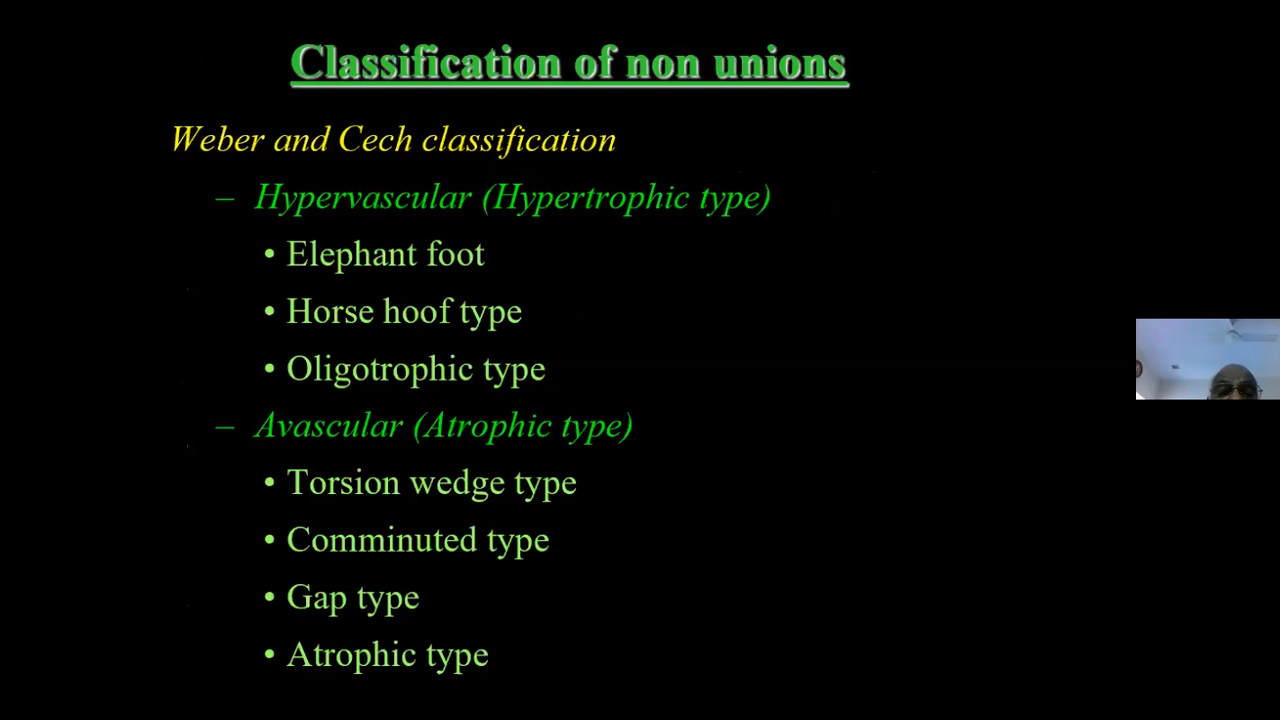 Classification of non unions
Weber and Cech classification
– Hypervascular (Hypertrophic type)
• Elephant foot
• Horse hoof type
• Oligotrophic type
– Avascular (Atrophic type)
• Torsion wedge type
• Comminuted type
• Gap type
• Atrophic type